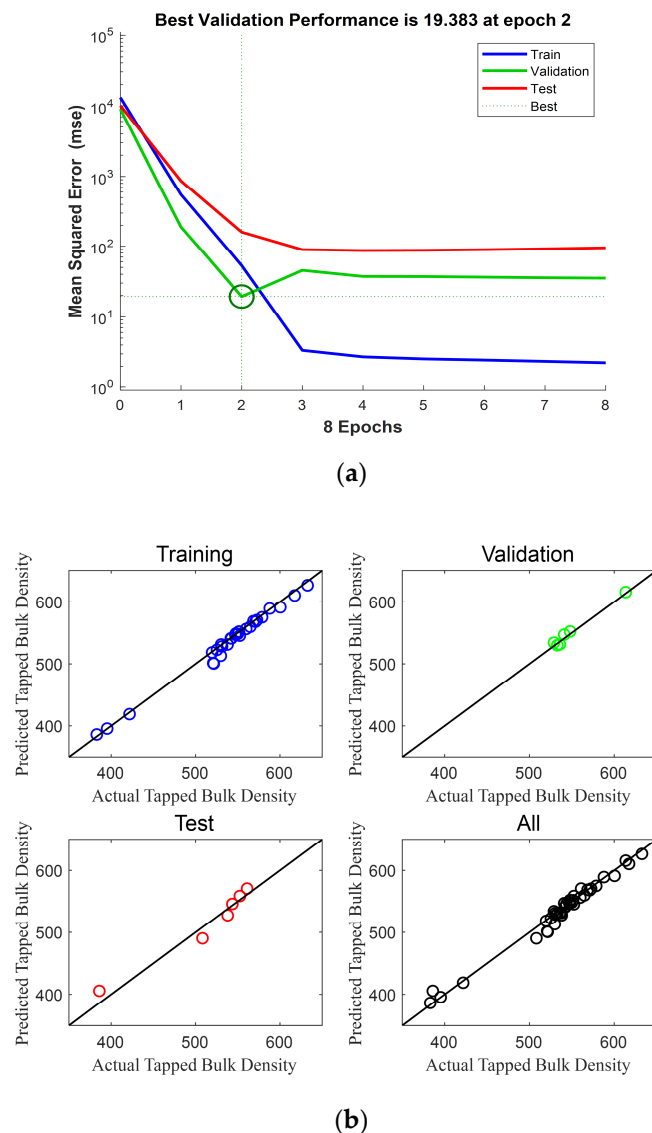 Best Validation Performance is 19.383 at epoch 2
Mean Squared Error (mse)
10^5
10^4
10^3
10^2
10^1
10^0
Train
Validation
Test
Best
0 1 2 3 4 5 6 7 8
8 Epochs
(a)
Training
Predicted Tapped Bulk Density
600
500
400
400 500 600
Actual Tapped Bulk Density
Validation
Predicted Tapped Bulk Density
600
500
400
400 500 600
Actual Tapped Bulk Density
Test
Predicted Tapped Bulk Density
600
500
400
400 500 600
Actual Tapped Bulk Density
All
Predicted Tapped Bulk Density
600
500
400
400 500 600
Actual Tapped Bulk Density
(b)